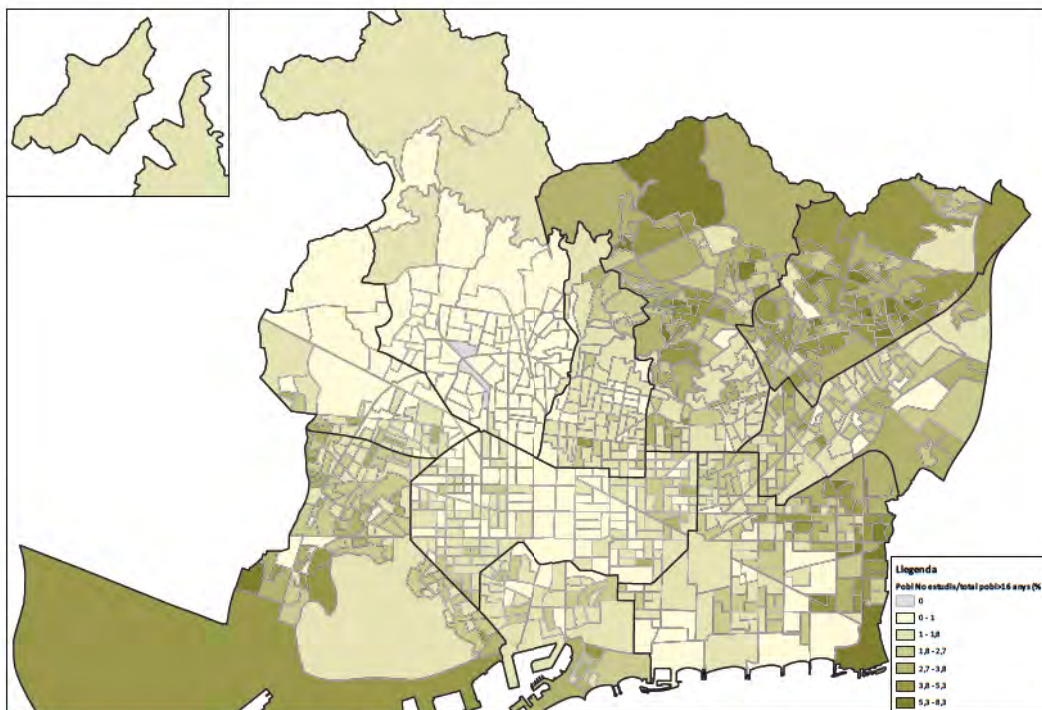 Llegenda
Pobl No estudis/total pobl>16 anys (%
0
0 - 1
1 - 1,8
1,8 - 2,7
2,7 - 3,8
3,8 - 5,3
5,3 - 8,3